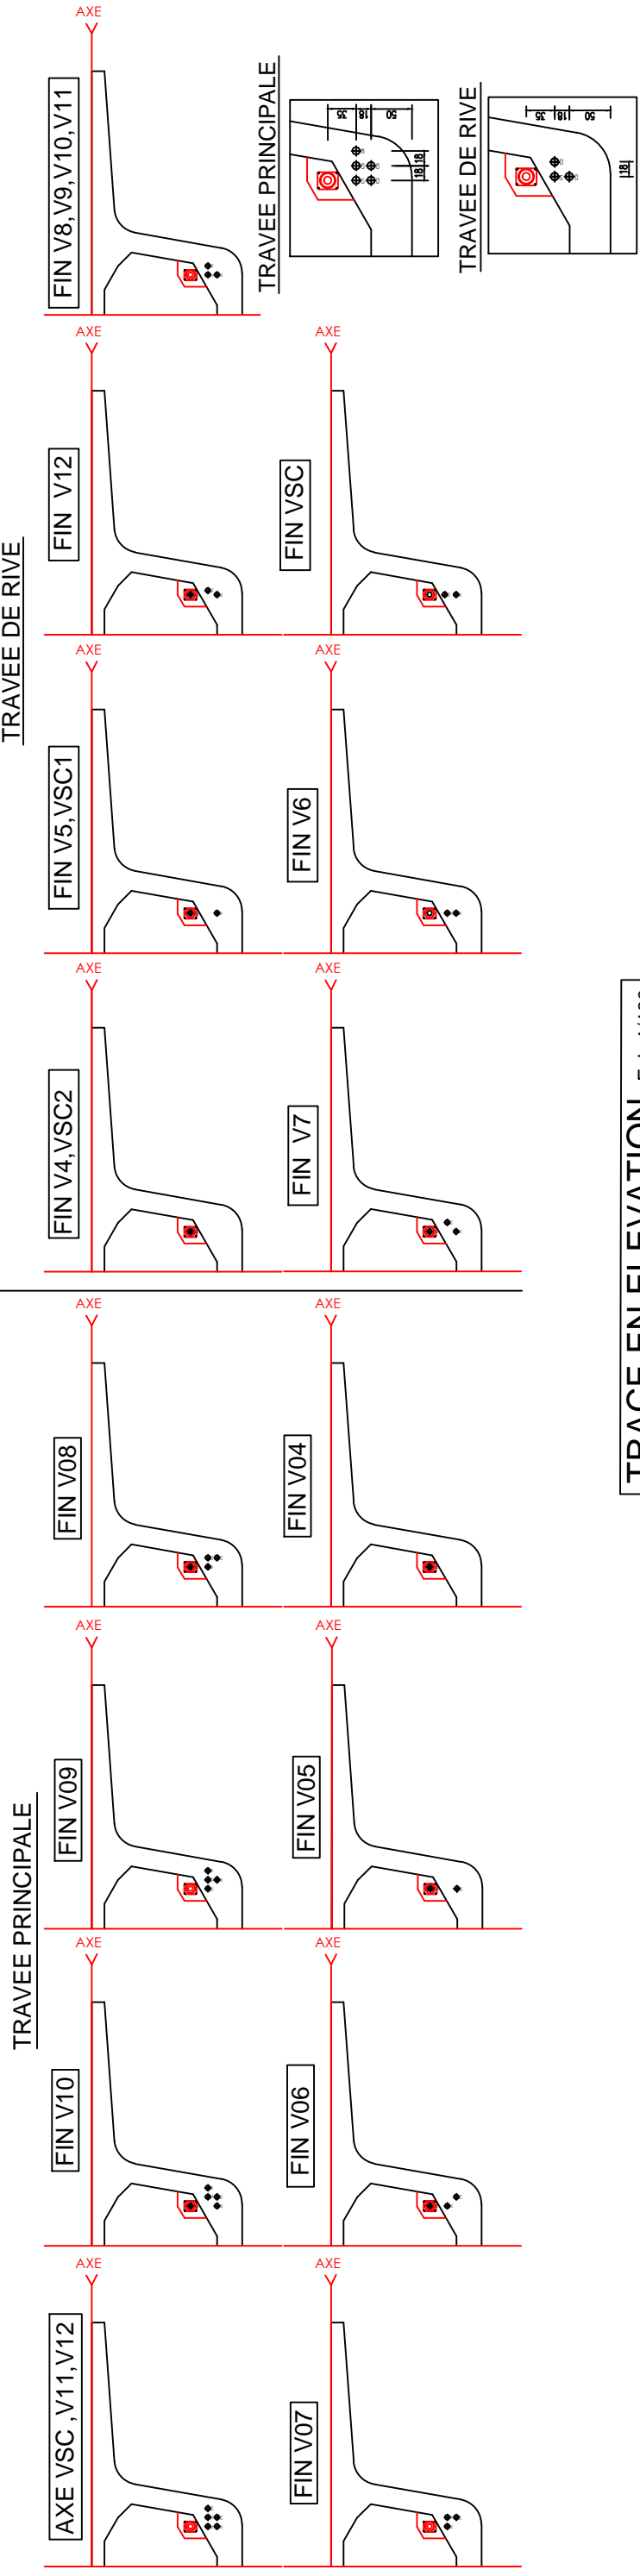 TRAVEE PRINCIPALE
AXE VSC ,V11,V12
AXE
FIN V10
AXE
FIN V09
AXE
FIN V08
AXE
FIN V07
AXE
FIN V06
AXE
FIN V05
AXE
FIN V04
AXE
TRAVEE DE RIVE
FIN V4,VSC2
AXE
FIN V5,VSC1
AXE
FIN V12
AXE
FIN V8,V9,V10,V11
AXE
FIN V7
AXE
FIN V6
AXE
FIN VSC
AXE
TRAVEE PRINCIPALE
35
18
50
18
18
TRAVEE DE RIVE
35
18
50
18
TRACE EN ELEVATION